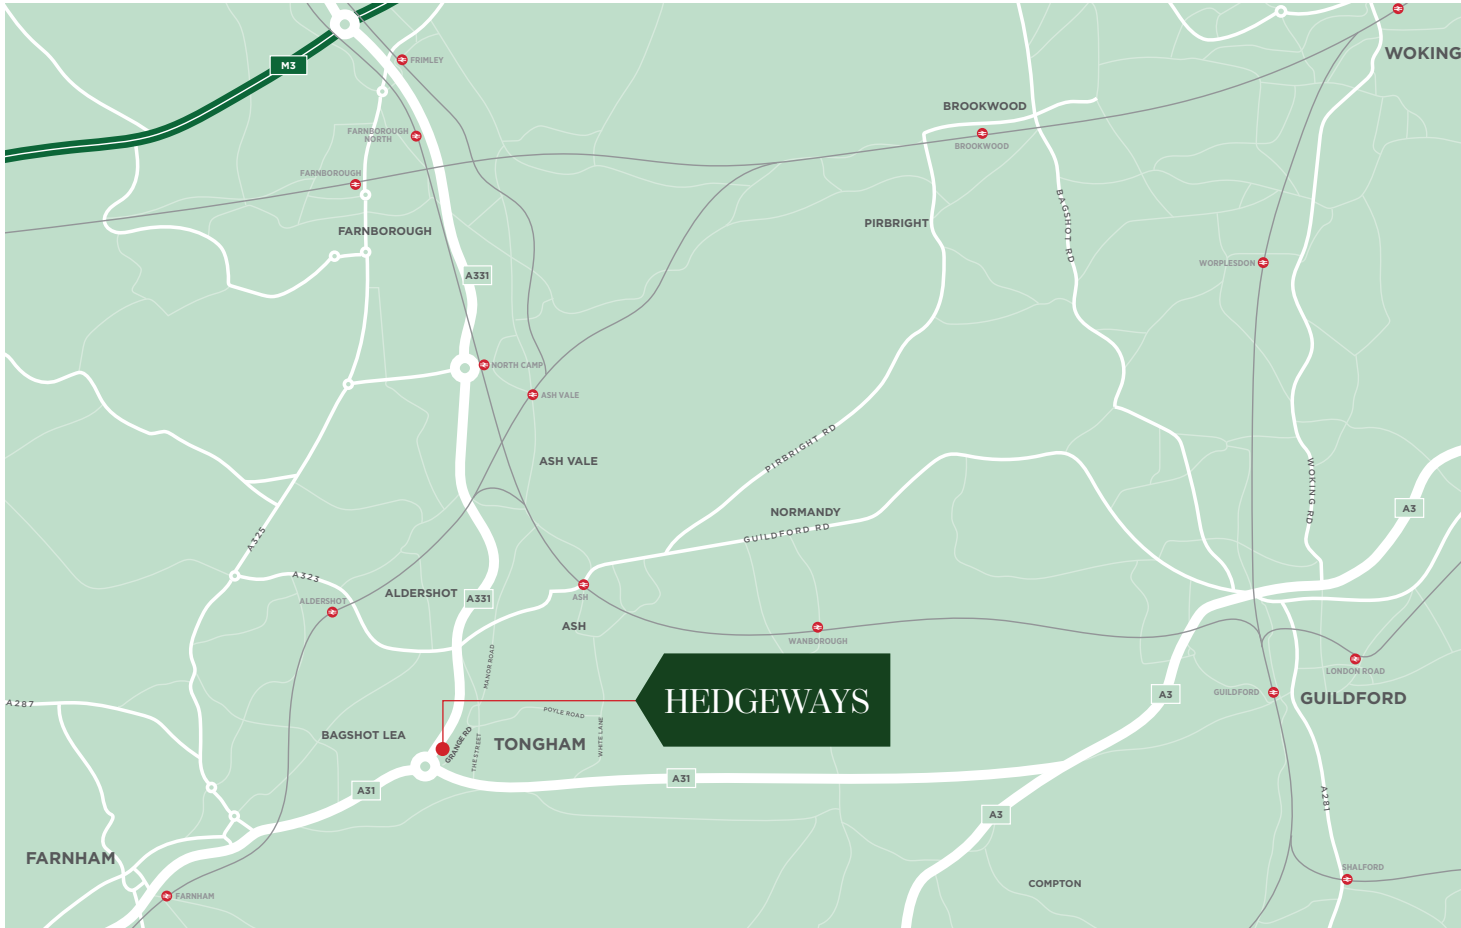 WOKING
M3
FRIMLEY
BROOKWOOD
FARNBOROUGH
NORTH
BROOKWOOD
FARNBOROUGH
BAGSHOT RD
PIRBRIGHT
FARNBOROUGH
WORPLESDON
A331
NORTH CAMP
ASH VALE
PIRBRIGHT RD
ASH VALE
WOKING RD
A3
NORMANDY
GUILDFORD RD
A325
A323
ALDERSHOT
A331
ALDERSHOT
ASH
ASH
WANBOROUGH
MANOR ROAD
LONDON ROAD
A3
GUILDFORD
GUILDFORD
HEDGEWAYS
A287
POYLE ROAD
BAGSHOT LEA
GRANGE RD
THE STREET
TONGHAM
WHITE LANE
A31
A31
A281
A3
FARNHAM
SHALFORD
COMPTON
FARNHAM